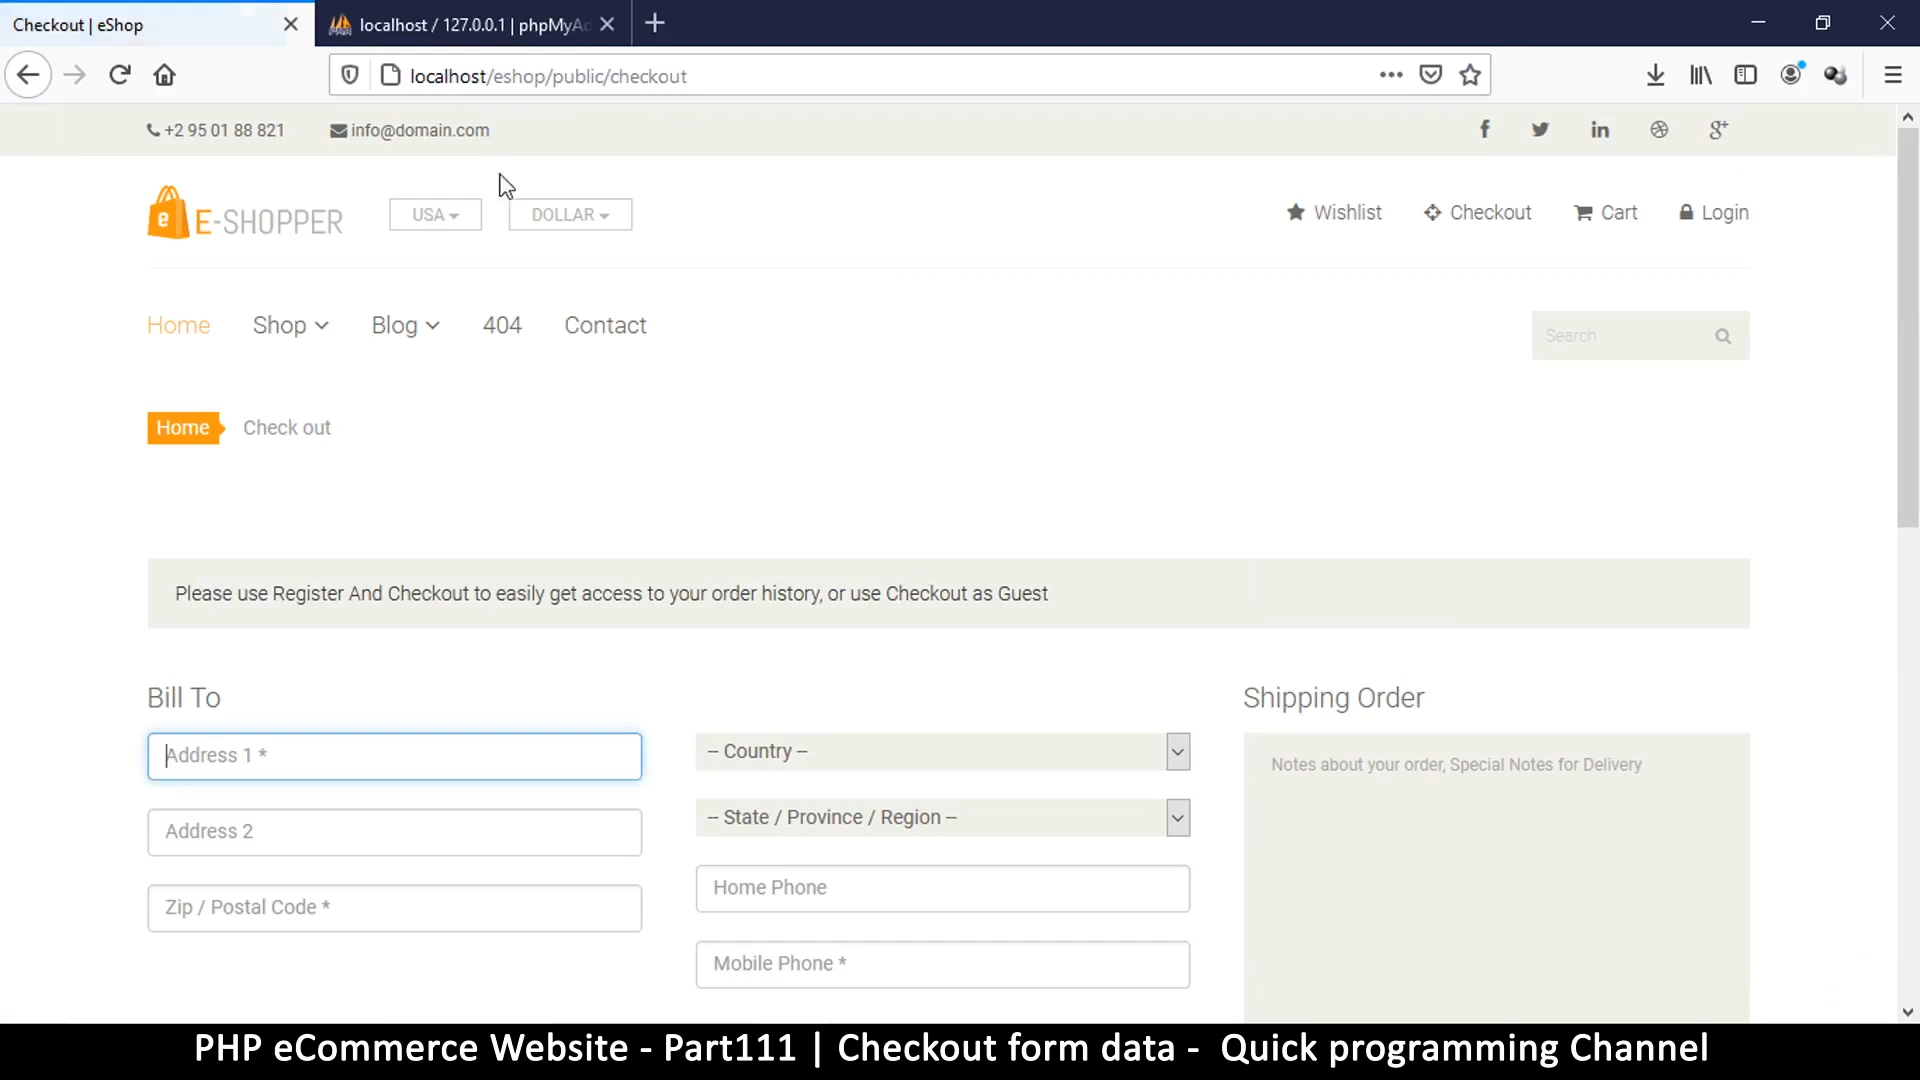 Checkout | eShop
localhost / 127.0.0.1 | phpMyAd
localhost/eshop/public/checkout
+2 95 01 88 821
info@domain.com
E-SHOPPER
USA
DOLLAR
Wishlist
Checkout
Cart
Login
Home
Shop
Blog
404
Contact
Search
Home
Check out
Please use Register And Checkout to easily get access to your order history, or use Checkout as Guest
Bill To
Shipping Order
Address 1 *
Address 2
Zip / Postal Code *
-- Country --
-- State / Province / Region --
Home Phone
Mobile Phone *
Notes about your order, Special Notes for Delivery
PHP eCommerce Website - Part111 | Checkout form data - Quick programming Channel